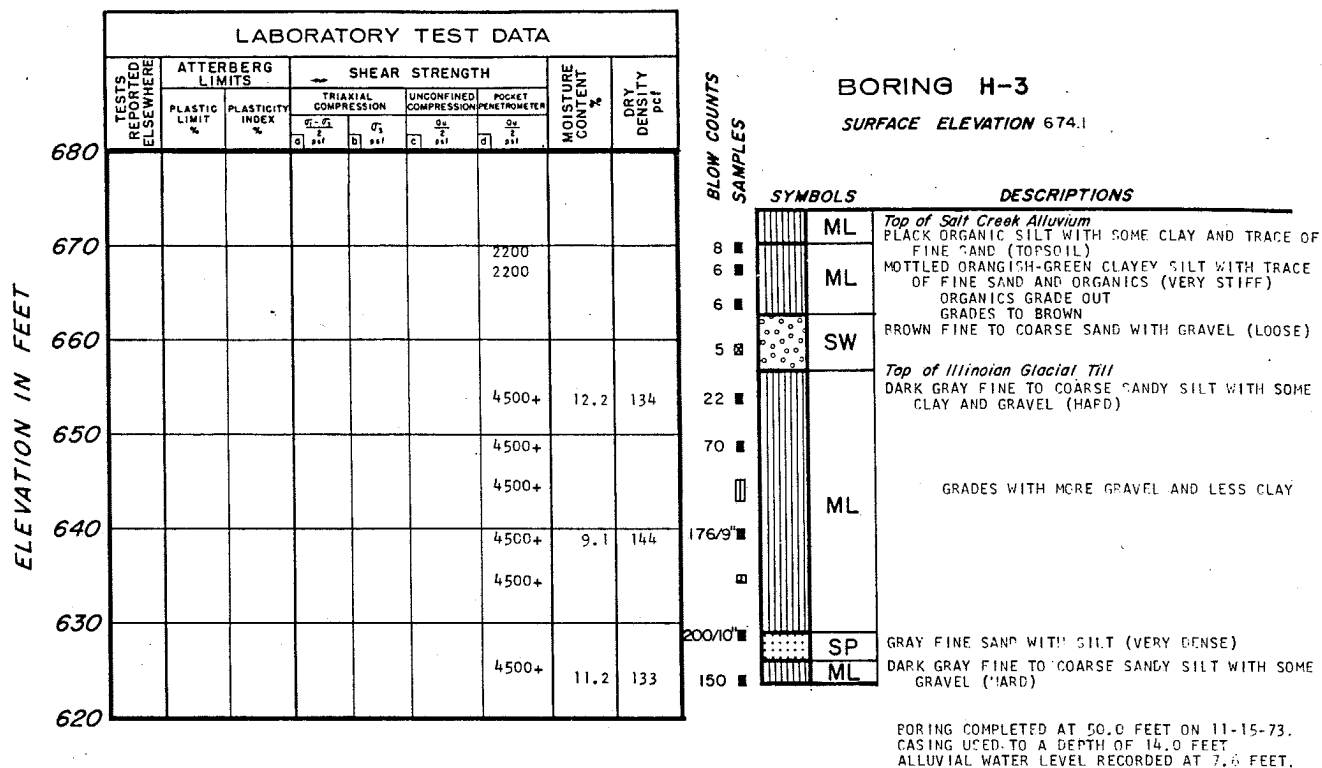 LABORATORY TEST DATA
TESTS REPORTED ELSEWHERE
ATTERBERG LIMITS
SHEAR STRENGTH
MOISTURE CONTENT %
DRY DENSITY pcf
PLASTIC LIMIT %
PLASTICITY INDEX %
TRIAXIAL COMPRESSION
UNCONFINED COMPRESSION
POCKET PENETROMETER
a psf
b σ3 psf
c Qu/2 psf
d Qu/2 psf
BORING H-3
SURFACE ELEVATION 674.1
BLOW COUNTS
SAMPLES
SYMBOLS
DESCRIPTIONS
ELEVATION IN FEET
680
670
660
650
640
630
620
2200
2200
4500+ 12.2 134
4500+
4500+
4500+ 9.1 144
4500+
4500+ 11.2 133
8
6
6
5
22
70
176/9"
200/10"
150
ML
ML
SW
ML
SP
ML
Top of Salt Creek Alluvium
BLACK ORGANIC SILT WITH SOME CLAY AND TRACE OF
FINE SAND (TOPSOIL)
MOTTLED ORANGISH-GREEN CLAYEY SILT WITH TRACE
OF FINE SAND AND ORGANICS (VERY STIFF)
ORGANICS GRADE OUT
GRADES TO BROWN
BROWN FINE TO COARSE SAND WITH GRAVEL (LOOSE)
Top of Illinoian Glacial Till
DARK GRAY FINE TO COARSE SANDY SILT WITH SOME
CLAY AND GRAVEL (HARD)
GRADES WITH MORE GRAVEL AND LESS CLAY
GRAY FINE SAND WITH SILT (VERY DENSE)
DARK GRAY FINE TO COARSE SANDY SILT WITH SOME
GRAVEL (HARD)
BORING COMPLETED AT 50.0 FEET ON 11-15-73.
CASING USED TO A DEPTH OF 14.0 FEET
ALLUVIAL WATER LEVEL RECORDED AT FEET.